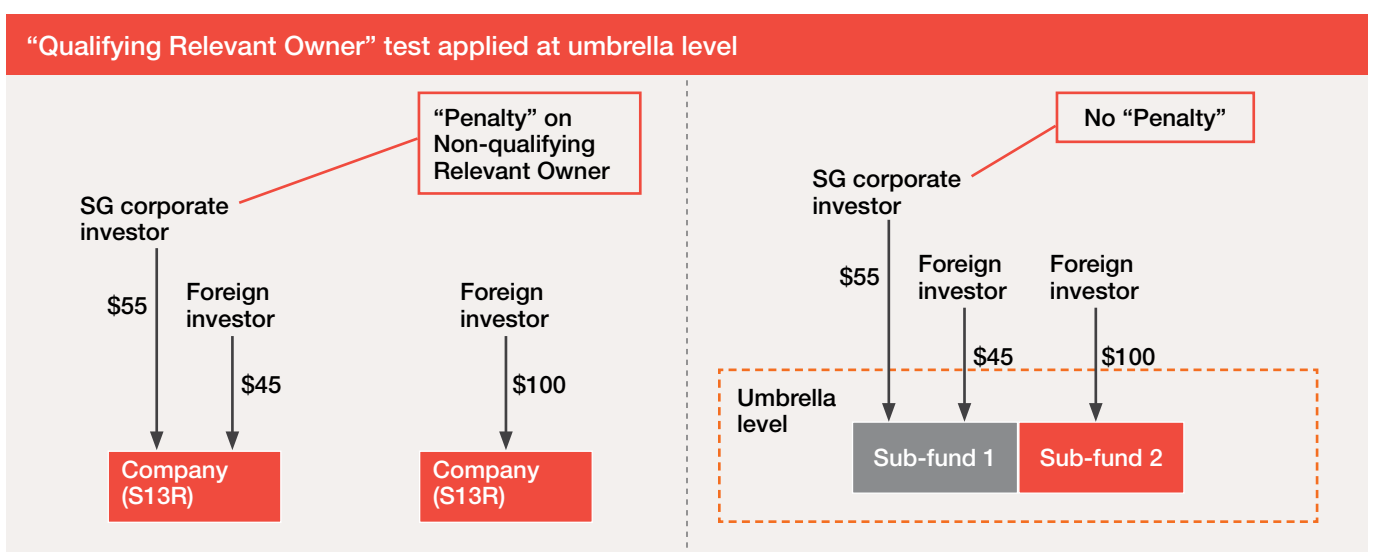 “Qualifying Relevant Owner” test applied at umbrella level
“Penalty” on
Non-qualifying
Relevant Owner
SG corporate
investor
$55
Foreign
investor
$45
Company
(S13R)
Foreign
investor
$100
Company
(S13R)
No “Penalty”
SG corporate
investor
$55
Foreign
investor
$45
Foreign
investor
$100
Umbrella
level
Sub-fund 1
Sub-fund 2